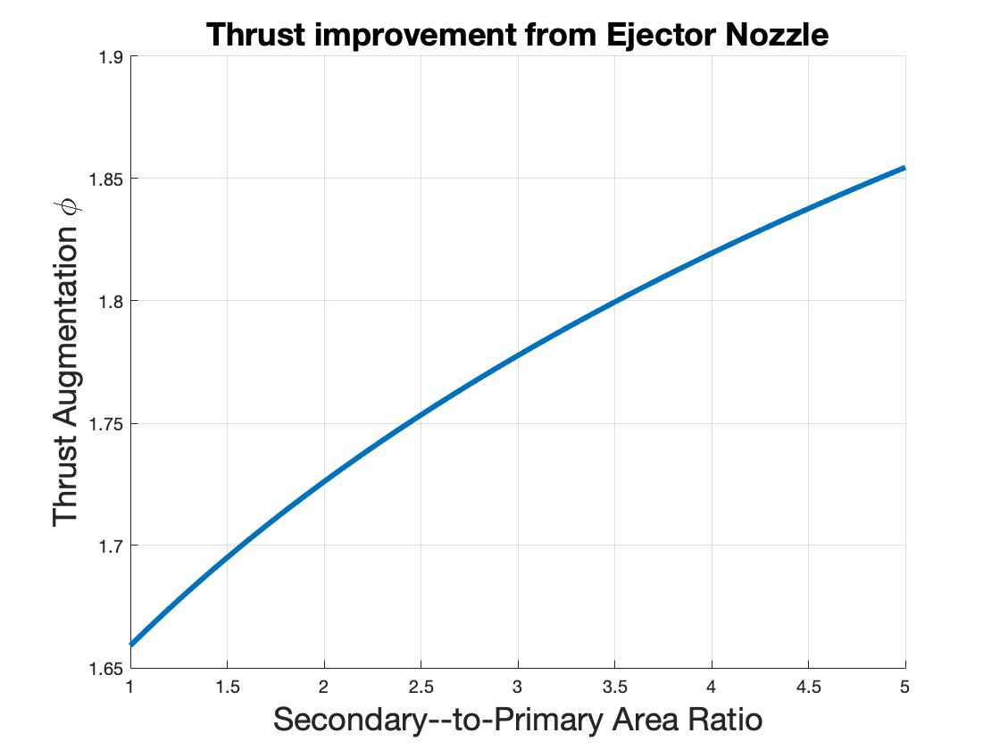 Thrust improvement from Ejector Nozzle
1.9
1.85
1.8
1.75
1.7
1.65
Thrust Augmentation ϕ
1 1.5 2 2.5 3 3.5 4 4.5 5
Secondary--to-Primary Area Ratio